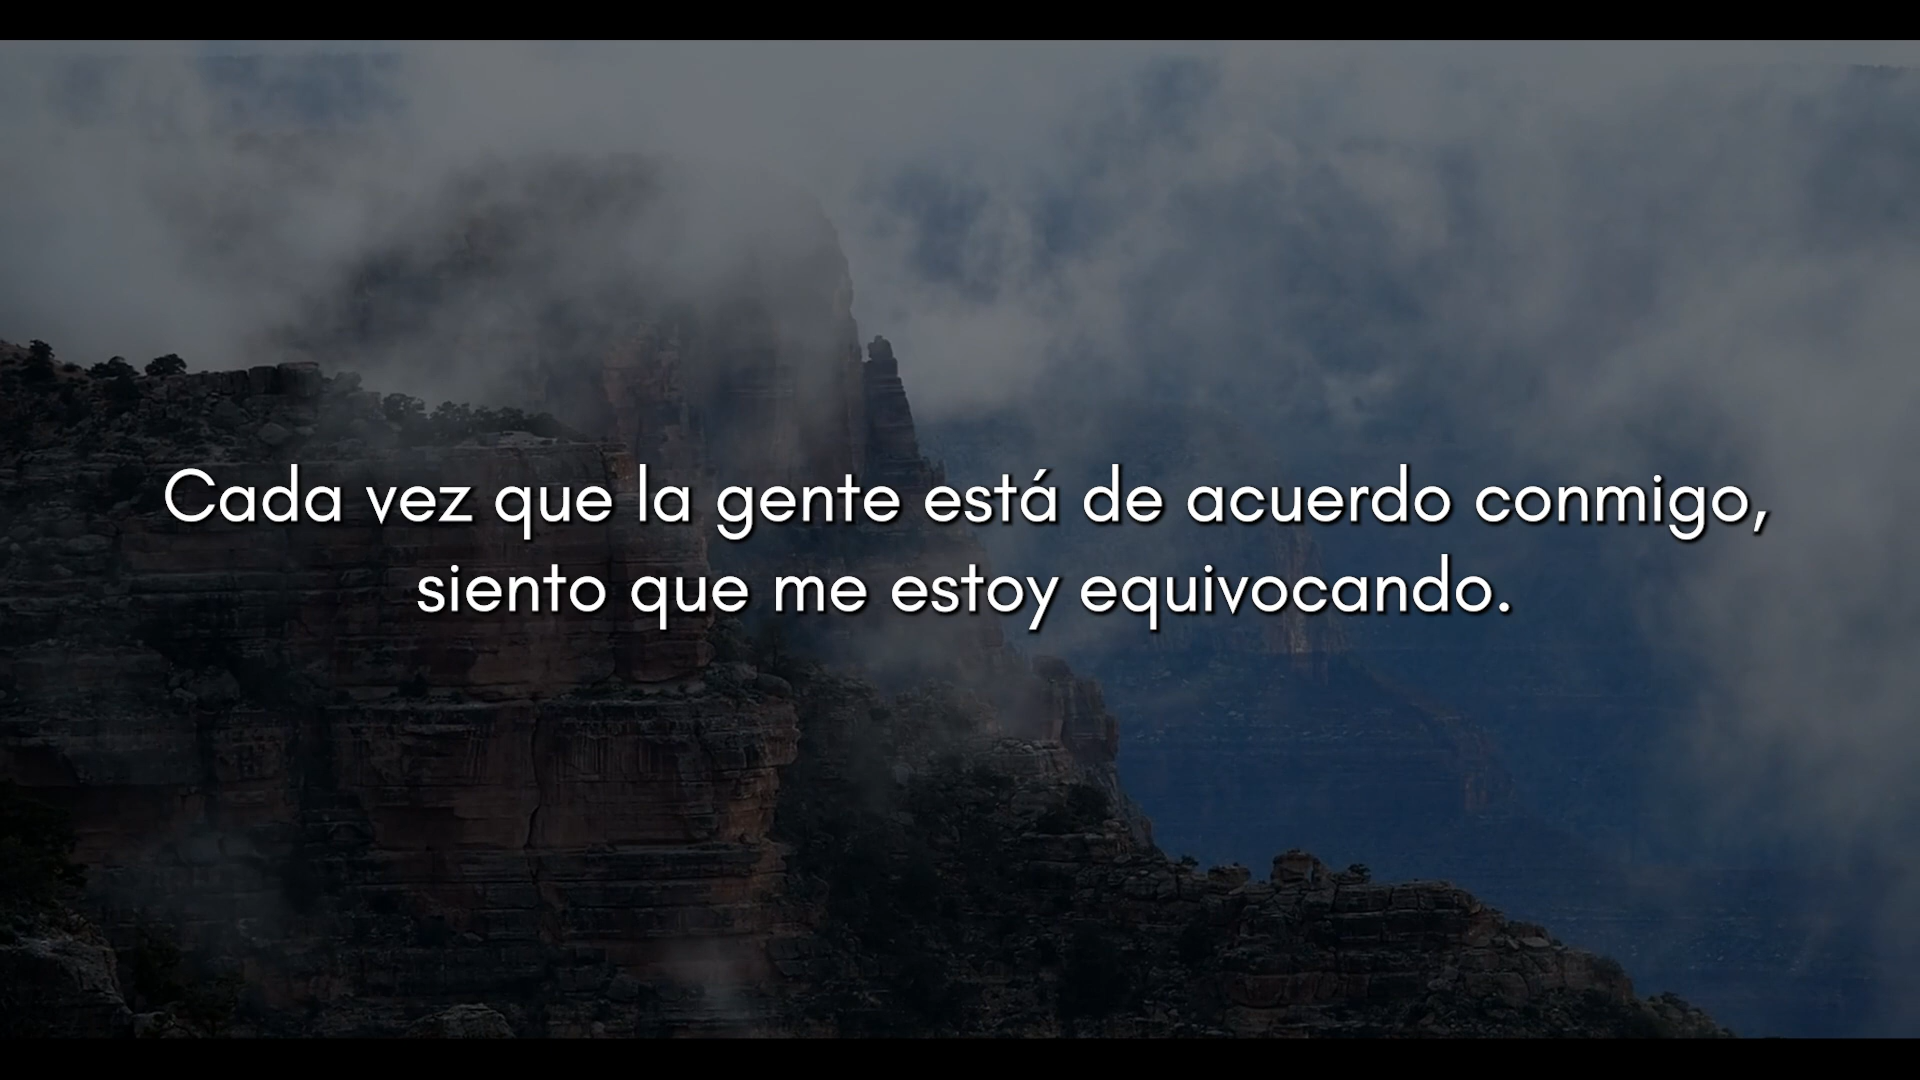 Cada vez que la gente está de acuerdo conmigo,
siento que me estoy equivocando.